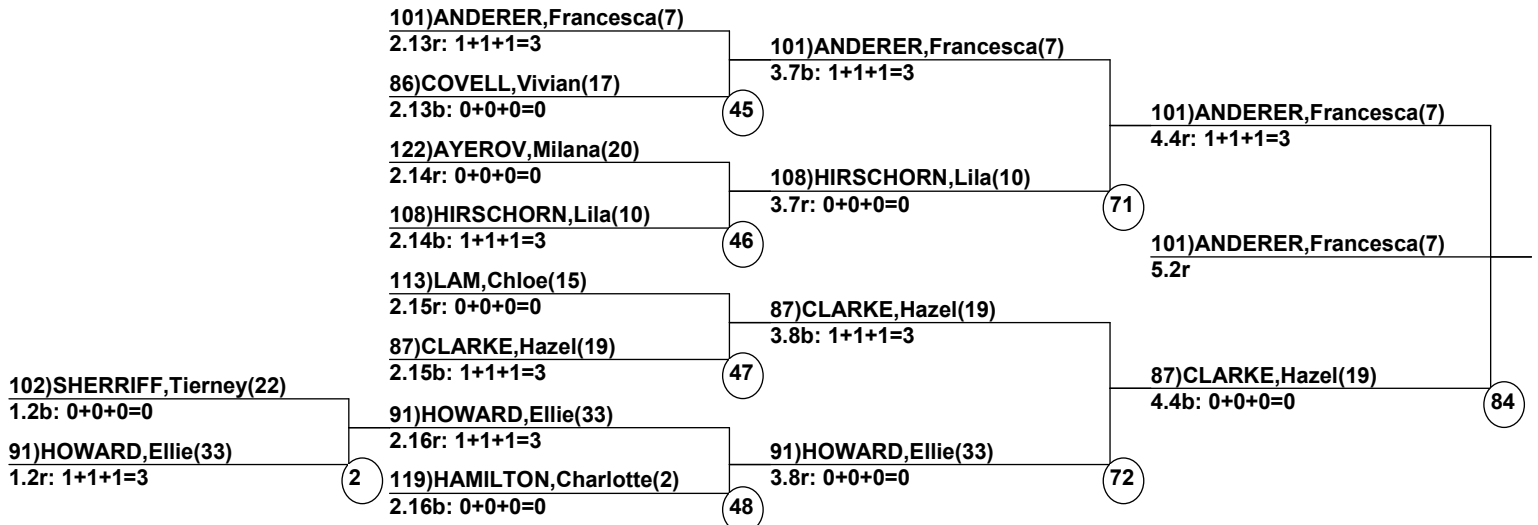 101)ANDERER,Francesca(7)
2.13r: 1+1+1=3
86)COVELL,Vivian(17)
2.13b: 0+0+0=0
45
122)AYEROV,Milana(20)
2.14r: 0+0+0=0
108)HIRSCHORN,Lila(10)
2.14b: 1+1+1=3
46
113)LAM,Chloe(15)
2.15r: 0+0+0=0
87)CLARKE,Hazel(19)
2.15b: 1+1+1=3
47
102)SHERRIFF,Tierney(22)
1.2b: 0+0+0=0
91)HOWARD,Ellie(33)
1.2r: 1+1+1=3
2
91)HOWARD,Ellie(33)
2.16r: 1+1+1=3
119)HAMILTON,Charlotte(2)
2.16b: 0+0+0=0
48
101)ANDERER,Francesca(7)
3.7b: 1+1+1=3
108)HIRSCHORN,Lila(10)
3.7r: 0+0+0=0
71
87)CLARKE,Hazel(19)
3.8b: 1+1+1=3
91)HOWARD,Ellie(33)
3.8r: 0+0+0=0
72
101)ANDERER,Francesca(7)
4.4r: 1+1+1=3
101)ANDERER,Francesca(7)
5.2r
87)CLARKE,Hazel(19)
4.4b: 0+0+0=0
84